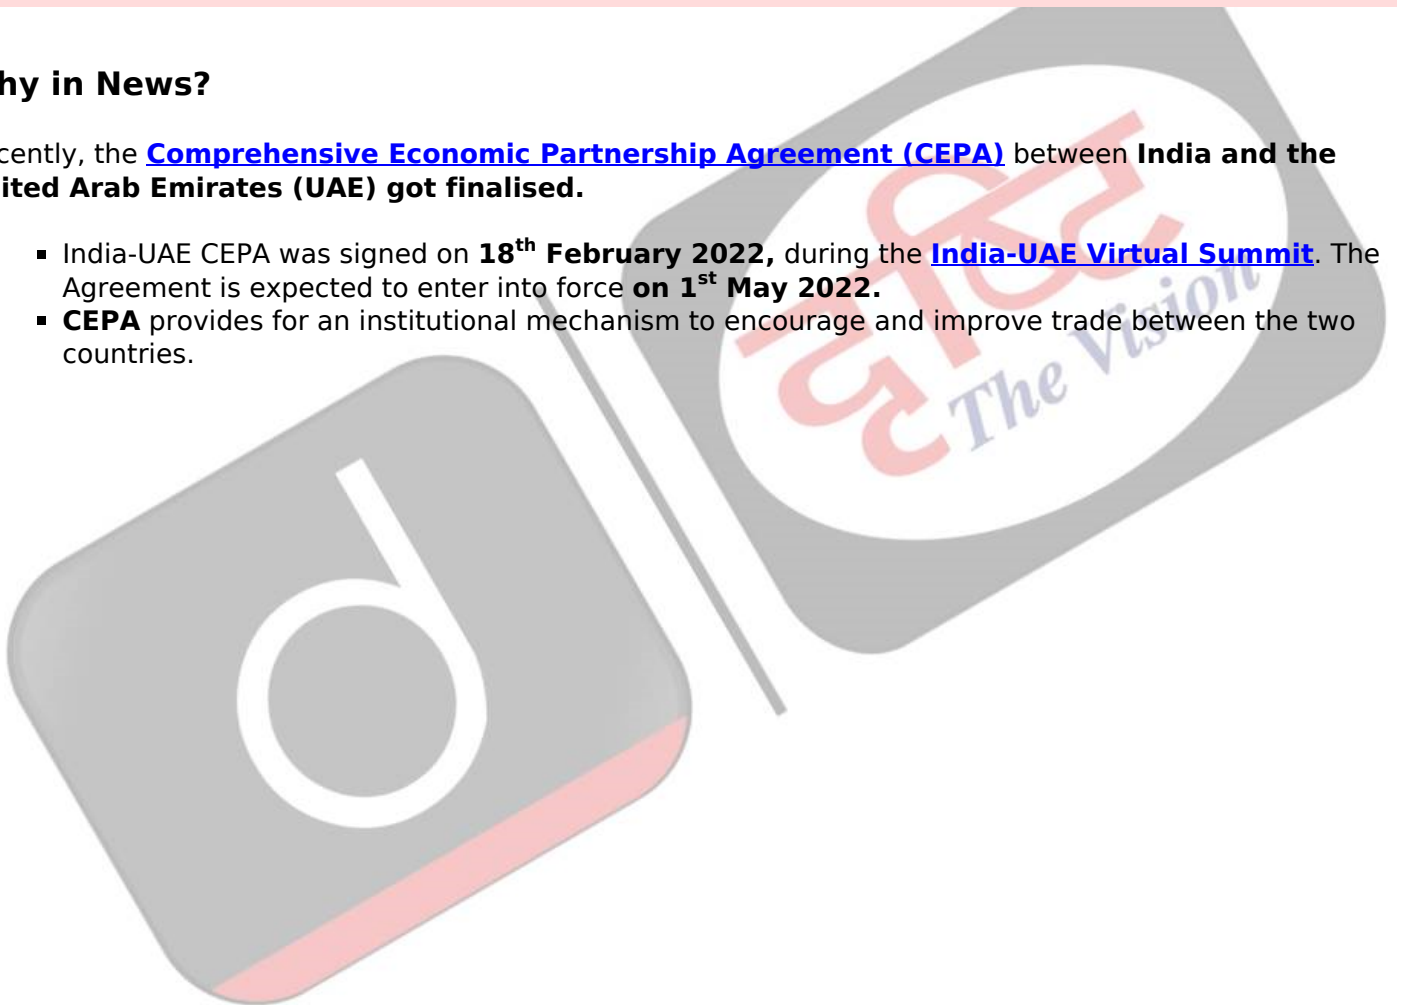 hy in News?
cently, the Comprehensive Economic Partnership Agreement (CEPA) between India and the
ited Arab Emirates (UAE) got finalised.
▪ India-UAE CEPA was signed on 18th February 2022, during the India-UAE Virtual Summit. The
Agreement is expected to enter into force on 1st May 2022.
▪ CEPA provides for an institutional mechanism to encourage and improve trade between the two
countries.
दृष्टि
The Vision
d